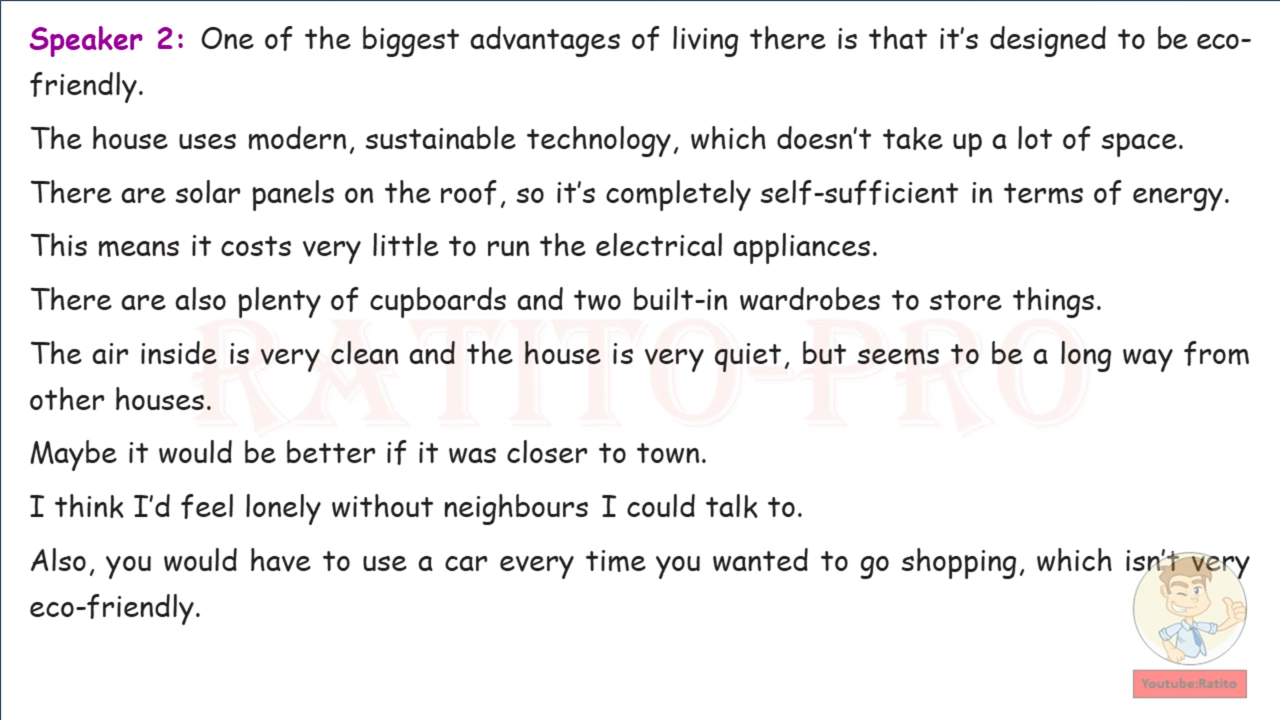 Speaker 2: One of the biggest advantages of living there is that it's designed to be eco-
friendly.
The house uses modern, sustainable technology, which doesn't take up a lot of space.
There are solar panels on the roof, so it's completely self-sufficient in terms of energy.
This means it costs very little to run the electrical appliances.
There are also plenty of cupboards and two built-in wardrobes to store things.
RATITO-PRO
The air inside is very clean and the house is very quiet, but seems to be a long way from
other houses.
Maybe it would be better if it was closer to town.
I think I'd feel lonely without neighbours I could talk to.
Also, you would have to use a car every time you wanted to go shopping, which isn't very
eco-friendly.
Youtube:Ratito